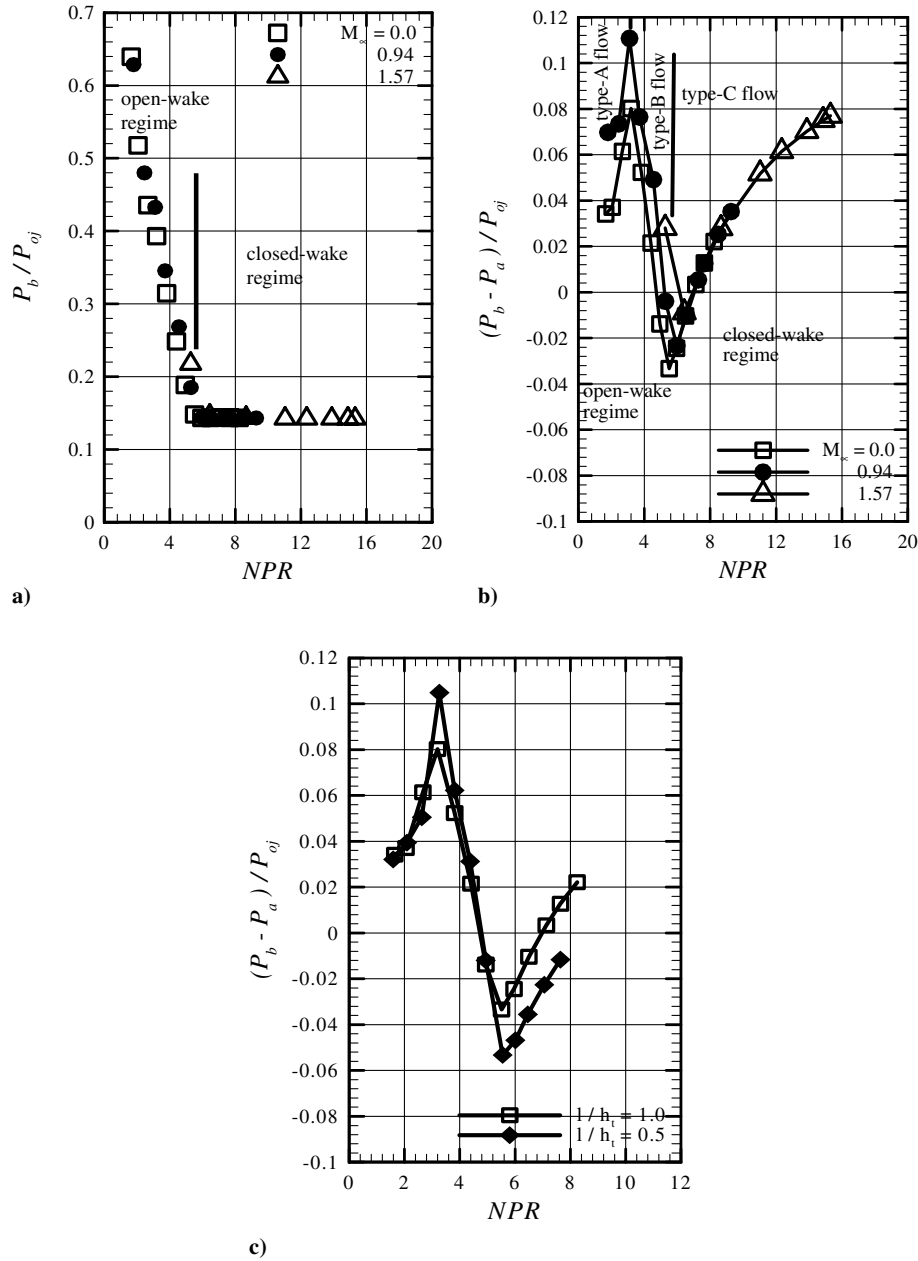 0.7
0.6
0.5
0.4
0.3
0.2
0.1
0
P_b / P_oj
M_∞ = 0.0
0.94
1.57
open-wake
regime
closed-wake
regime
0 4 8 12 16 20
NPR
a)
0.12
0.1
0.08
0.06
0.04
0.02
0
-0.02
-0.04
-0.06
-0.08
-0.1
(P_b - P_a) / P_oj
type-A flow
type-B flow
type-C flow
closed-wake
regime
open-wake
regime
M_∞ = 0.0
0.94
1.57
0 4 8 12 16 20
NPR
b)
0.12
0.1
0.08
0.06
0.04
0.02
0
-0.02
-0.04
-0.06
-0.08
-0.1
(P_b - P_a) / P_oj
l / h_t = 1.0
l / h_t = 0.5
0 2 4 6 8 10 12
NPR
c)